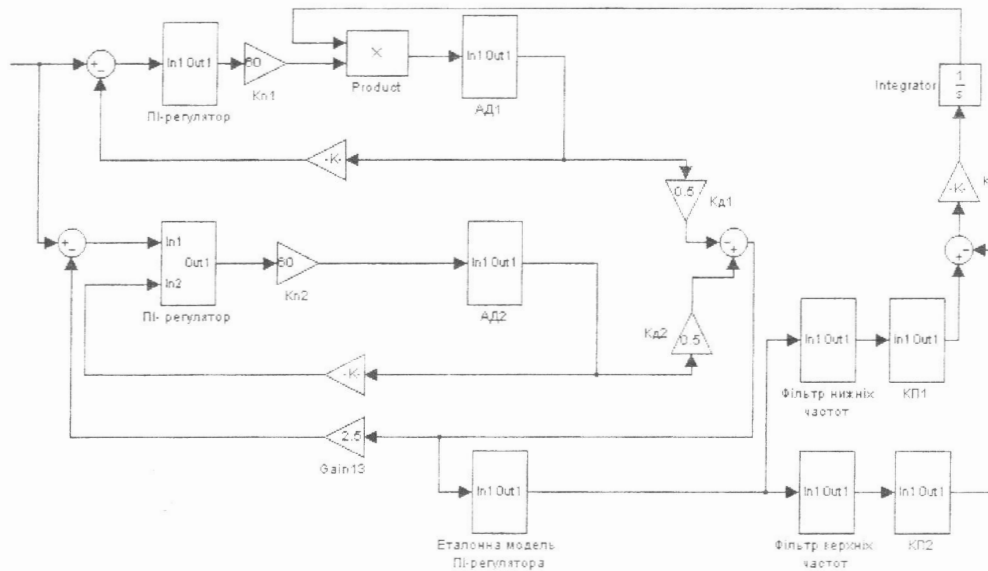 +
−
In1 Out1
ПІ-регулятор
60
Кп1
×
Product
In1 Out1
АД1
Integrator
1
s
-K-
К
-K-
0.5
Кд1
+
−
In1
In2
Out1
ПІ- регулятор
60
Кп2
In1 Out1
АД2
−
+
Кд2
0.5
-K-
2.5
Gain13
In1 Out1
Еталонна модель
ПІ-регулятора
In1 Out1
Фільтр нижніх
частот
In1 Out1
КП1
In1 Out1
Фільтр верхніх
частот
In1 Out1
КП2